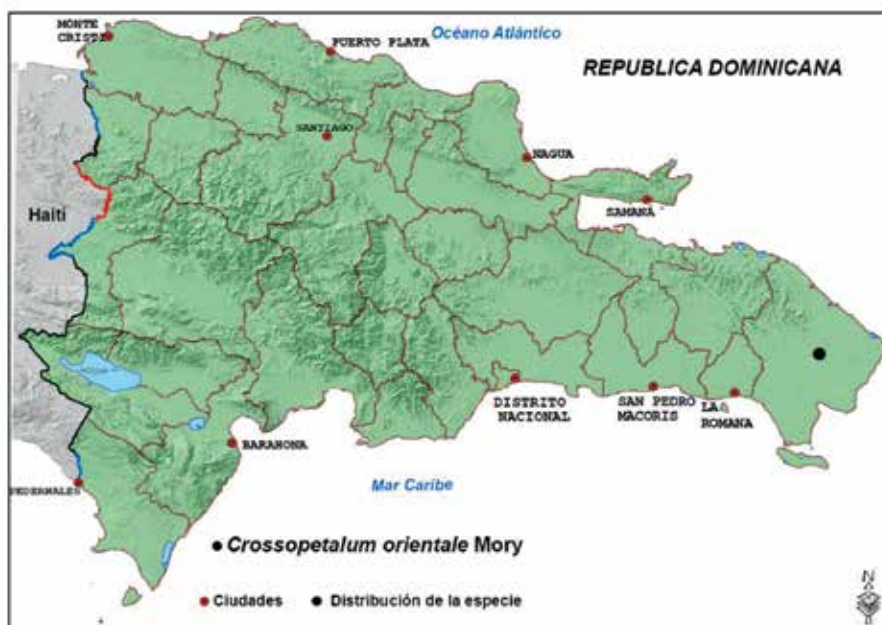 MONTE
CRISTI
PUERTO PLATA
Océano Atlántico
REPUBLICA DOMINICANA
SANTIAGO
NAGUA
SAMANA
Haití
DISTRITO
NACIONAL
SAN PEDRO
MACORIS
LA
ROMANA
BARAHONA
PEDERNALES
Mar Caribe
Crossopetalum orientale Mory
Ciudades
Distribución de la especie
N